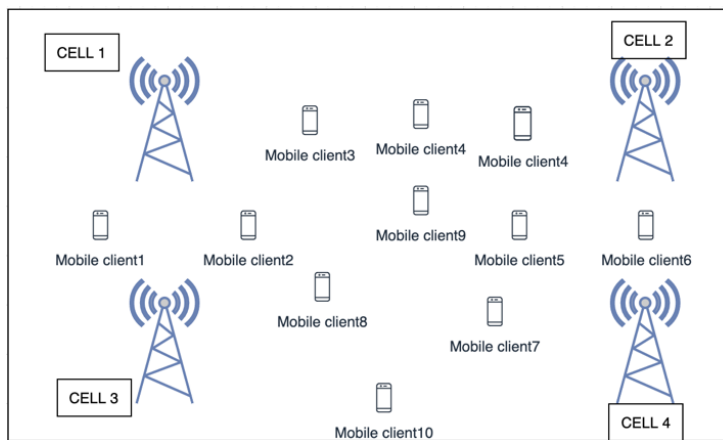 CELL 1
CELL 2
Mobile client3
Mobile client4
Mobile client4
Mobile client9
Mobile client1
Mobile client2
Mobile client5
Mobile client6
Mobile client8
Mobile client7
CELL 3
Mobile client10
CELL 4